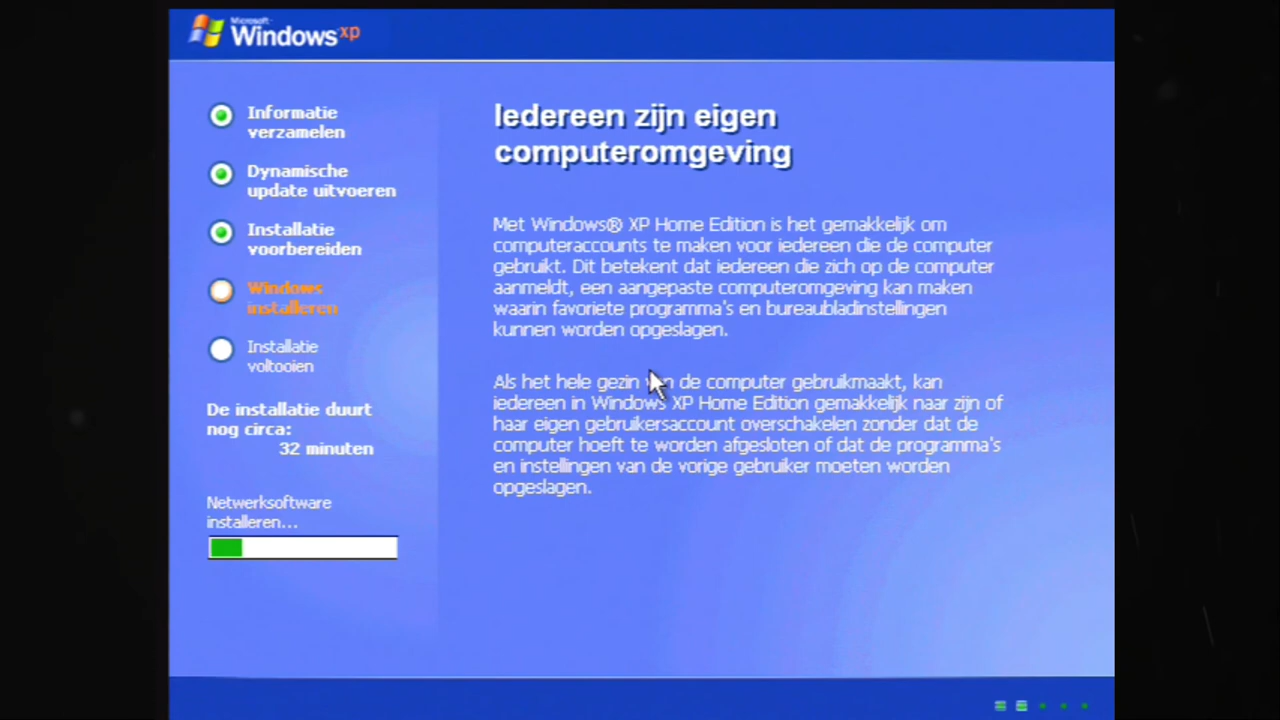 Microsoft
Windows xp
Informatie
verzamelen
Dynamische
update uitvoeren
Installatie
voorbereiden
Windows
installeren
Installatie
voltooien
De installatie duurt
nog circa:
32 minuten
Netwerksoftware
installeren...
Iedereen zijn eigen
computeromgeving
Met Windows® XP Home Edition is het gemakkelijk om
computeraccounts te maken voor iedereen die de computer
gebruikt. Dit betekent dat iedereen die zich op de computer
aanmeldt, een aangepaste computeromgeving kan maken
waarin favoriete programma's en bureaubladinstellingen
kunnen worden opgeslagen.
Als het hele gezin van de computer gebruikmaakt, kan
iedereen in Windows XP Home Edition gemakkelijk naar zijn of
haar eigen gebruikersaccount overschakelen zonder dat de
computer hoeft te worden afgesloten of dat de programma's
en instellingen van de vorige gebruiker moeten worden
opgeslagen.